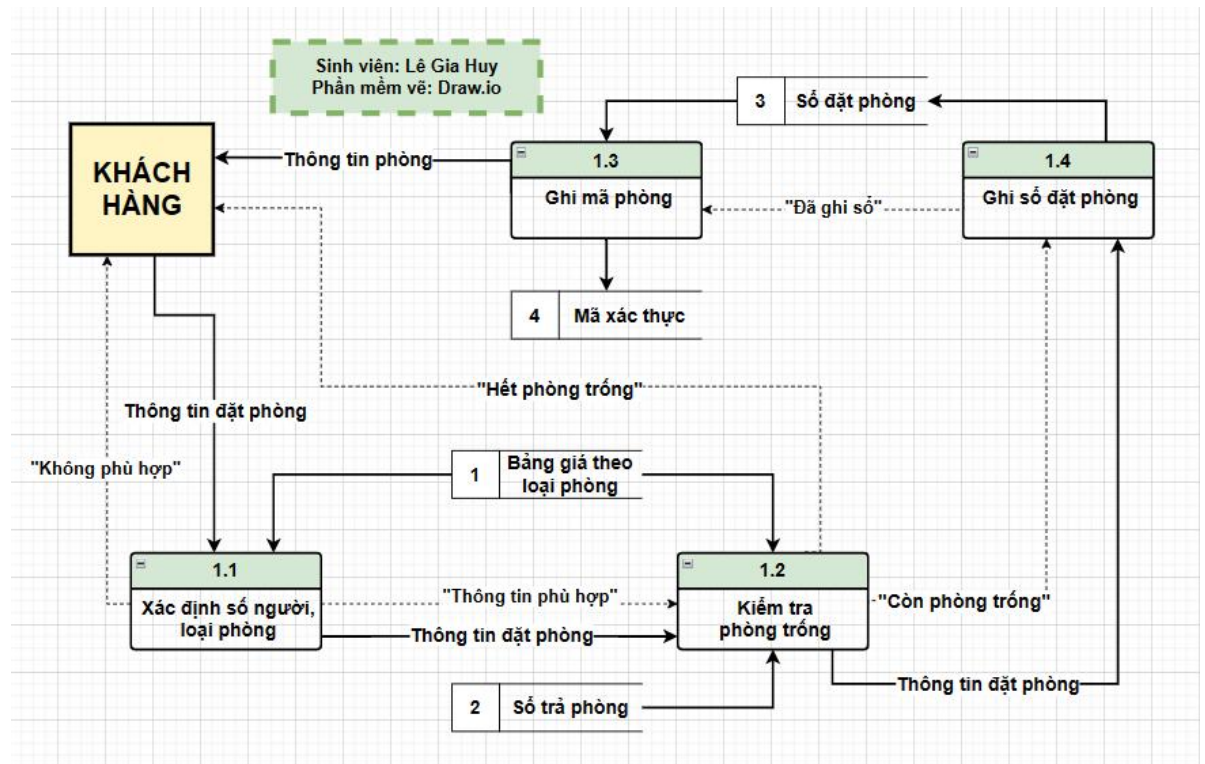 Sinh viên: Lê Gia Huy
Phần mềm vẽ: Draw.io
3
Sổ đặt phòng
KHÁCH
HÀNG
Thông tin phòng
1.3
Ghi mã phòng
1.4
Ghi sổ đặt phòng
"Đã ghi sổ"
4
Mã xác thực
"Hết phòng trống"
Thông tin đặt phòng
"Không phù hợp"
1
Bảng giá theo
loại phòng
1.1
Xác định số người,
loại phòng
"Thông tin phù hợp"
Thông tin đặt phòng
1.2
Kiểm tra
phòng trống
"Còn phòng trống"
Thông tin đặt phòng
2
Sổ trả phòng